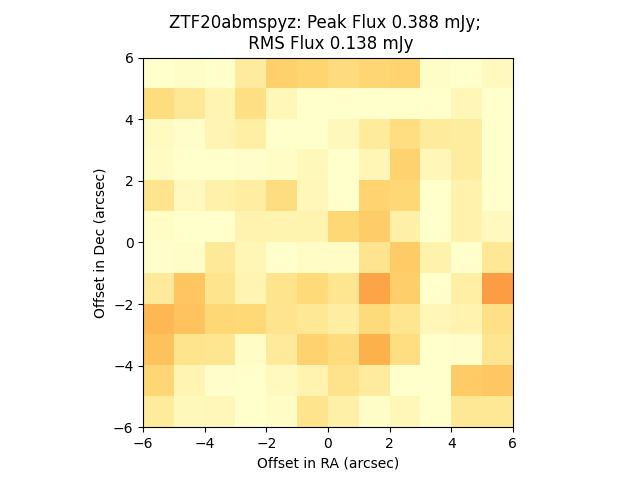 ZTF20abmspyz: Peak Flux 0.388 mJy;
RMS Flux 0.138 mJy
6
4
2
0
−2
−4
−6
Offset in Dec (arcsec)
−6 −4 −2 0 2 4 6
Offset in RA (arcsec)